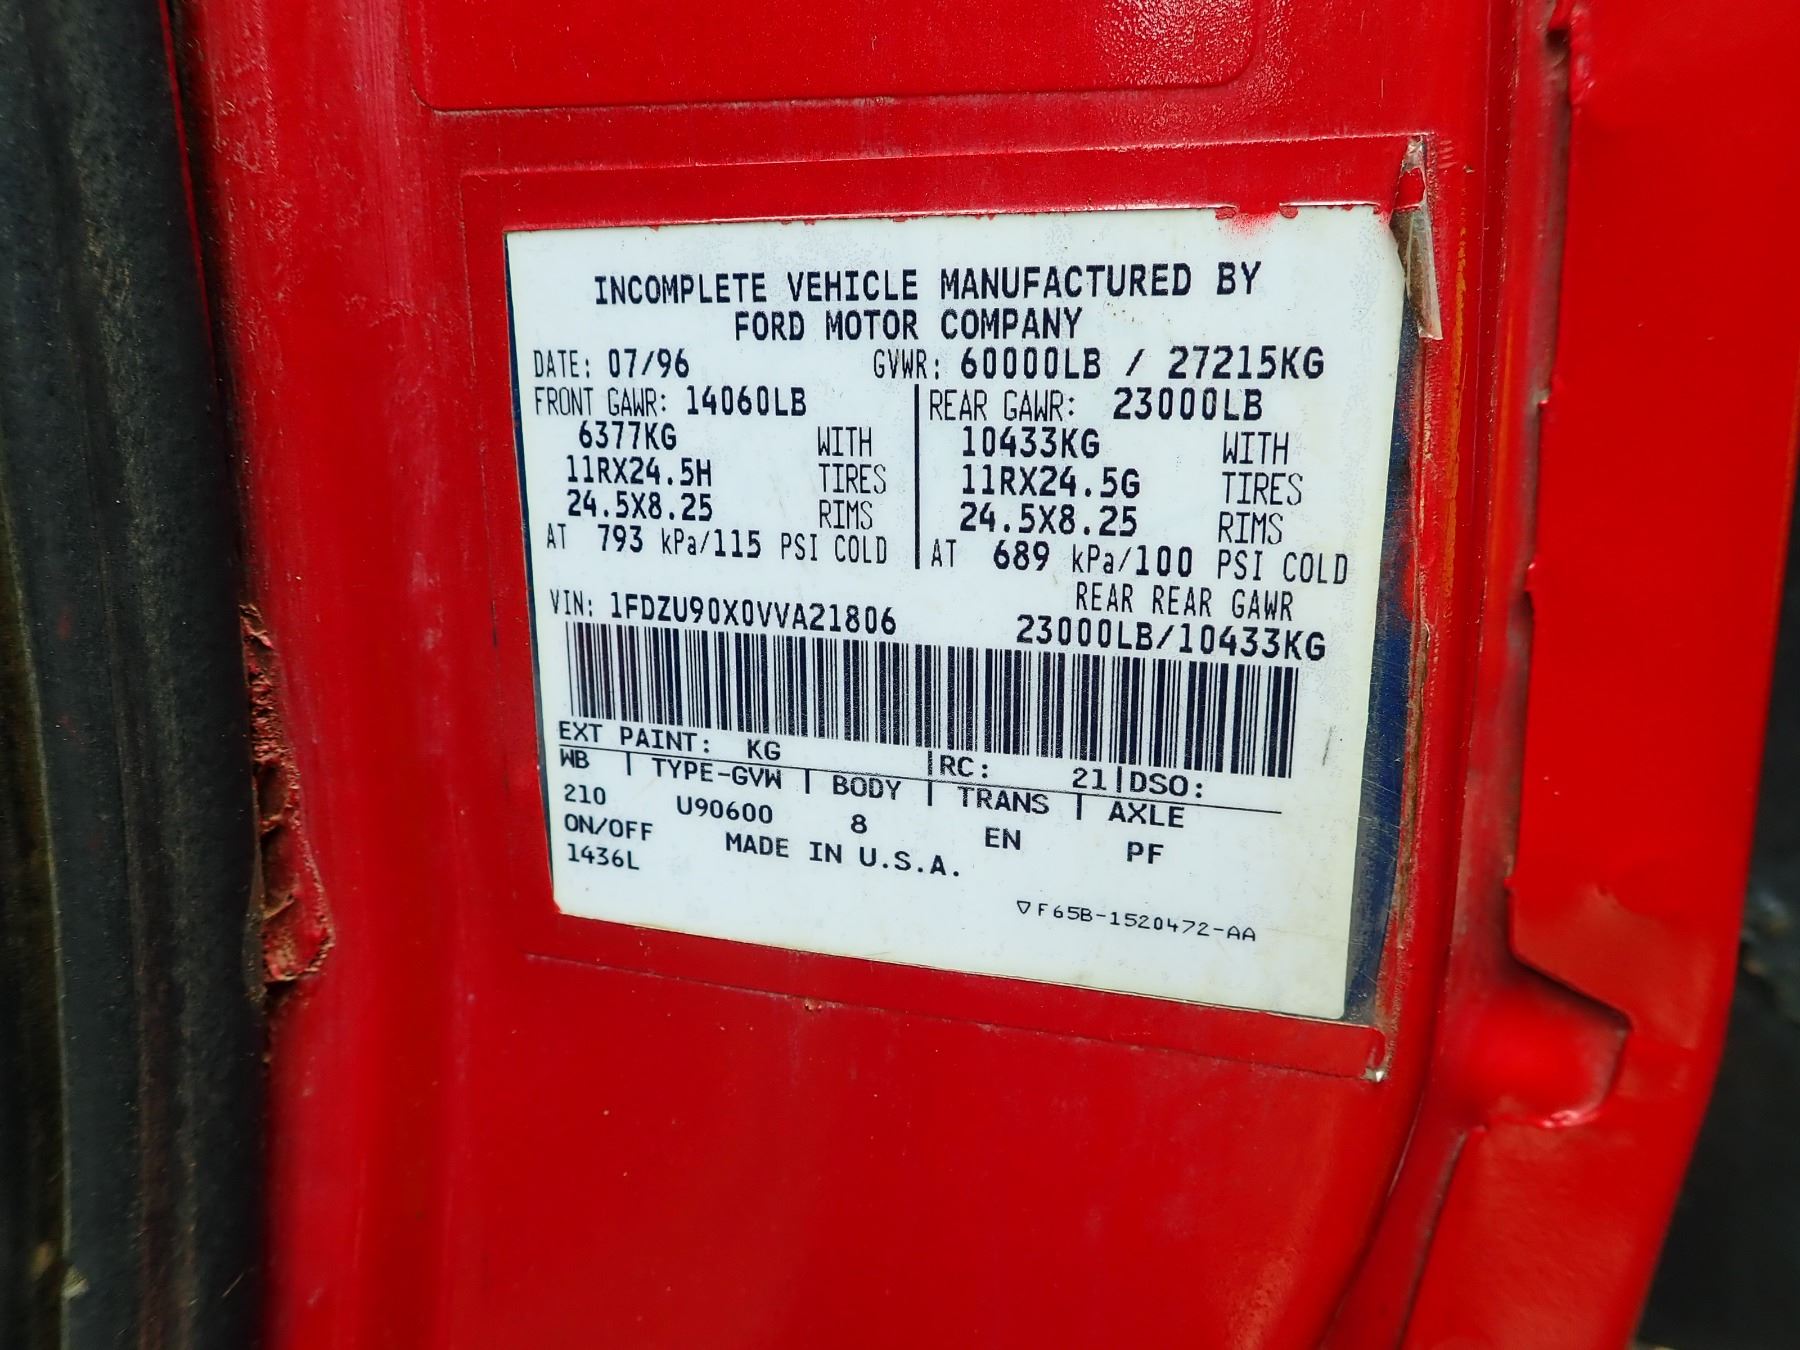 INCOMPLETE VEHICLE MANUFACTURED BY
FORD MOTOR COMPANY
DATE: 07/96 GVWR: 60000LB / 27215KG
FRONT GAWR: 14060LB REAR GAWR: 23000LB
6377KG WITH 10433KG WITH
11RX24.5H TIRES 11RX24.5G TIRES
24.5X8.25 RIMS 24.5X8.25 RIMS
AT 793 kPa/115 PSI COLD AT 689 kPa/100 PSI COLD
REAR REAR GAWR
VIN: 1FDZU90X0VVA21806 23000LB/10433KG
EXT PAINT: KG RC: 21 DSO:
WB TYPE-GVW BODY TRANS AXLE
210 U90600 8 EN PF
ON/OFF MADE IN U.S.A.
1436L
▽F65B-1520472-AA